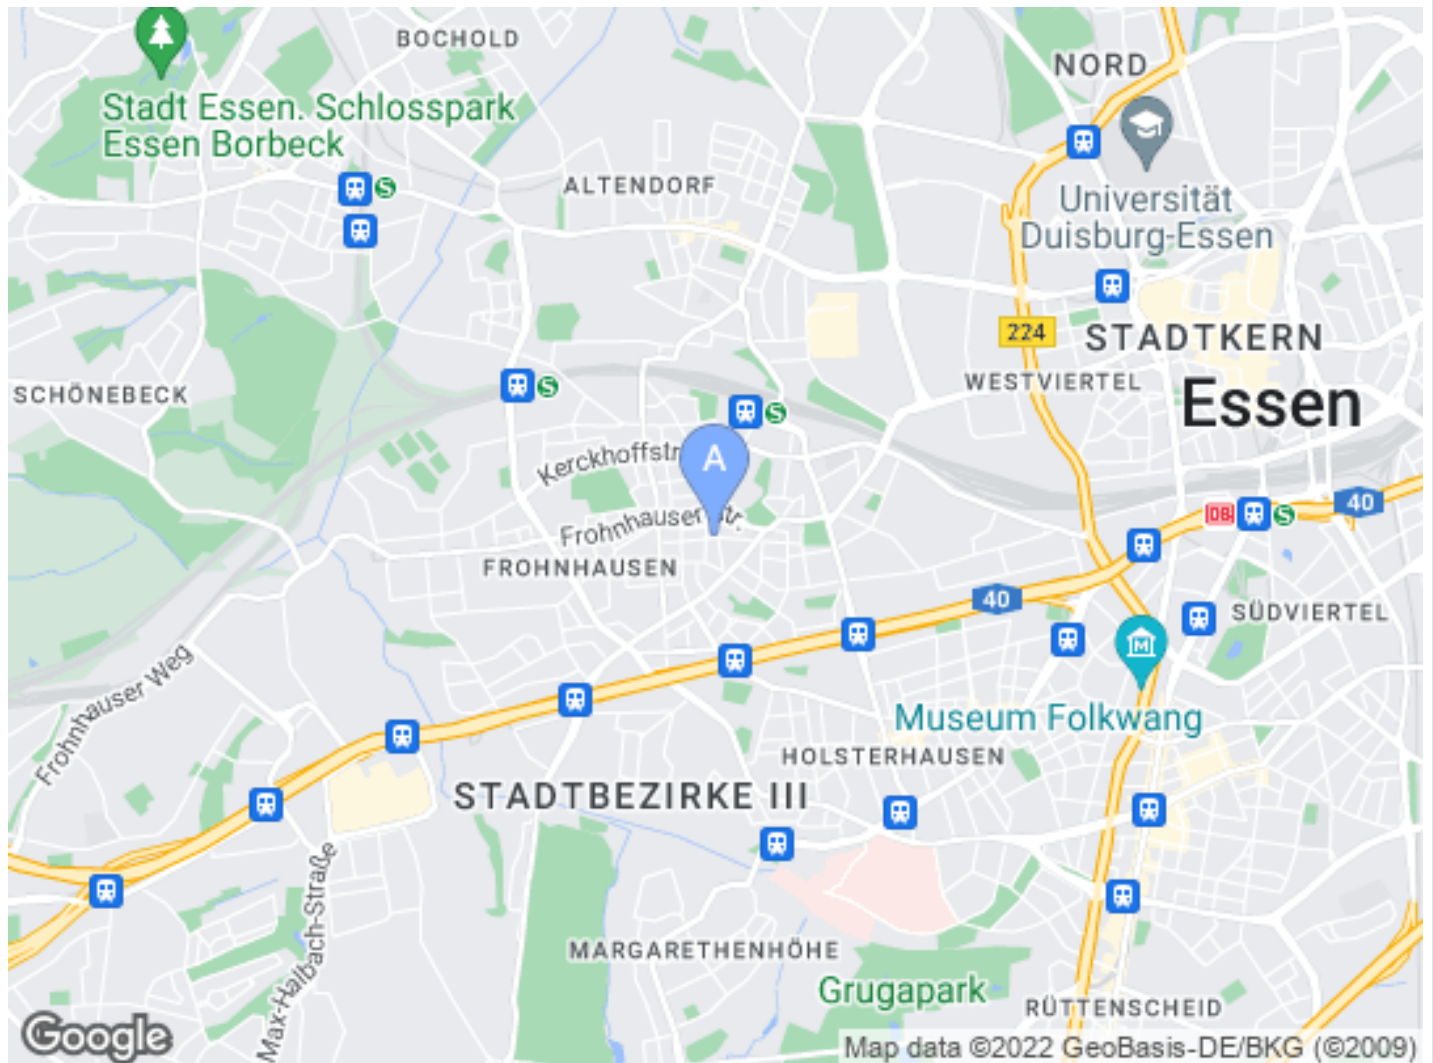 BOCHOLD
NORD
Stadt Essen. Schlosspark
Essen Borbeck
S
ALTENDORF
Universität
Duisburg-Essen
224
STADTKERN
WESTVIERTEL
SCHÖNEBECK
S
Essen
S
Kerckhoffstr
A
40
DB
S
Frohnhauser Str.
FROHNHAUSEN
40
SÜDVIERTEL
M
Frohnhauser Weg
Museum Folkwang
HOLSTERHAUSEN
STADTBEZIRKE III
Max-Halbach-Straße
MARGARETHENHÖHE
Grugapark
RÜTTENSCHEID
Google
Map data ©2022 GeoBasis-DE/BKG (©2009)